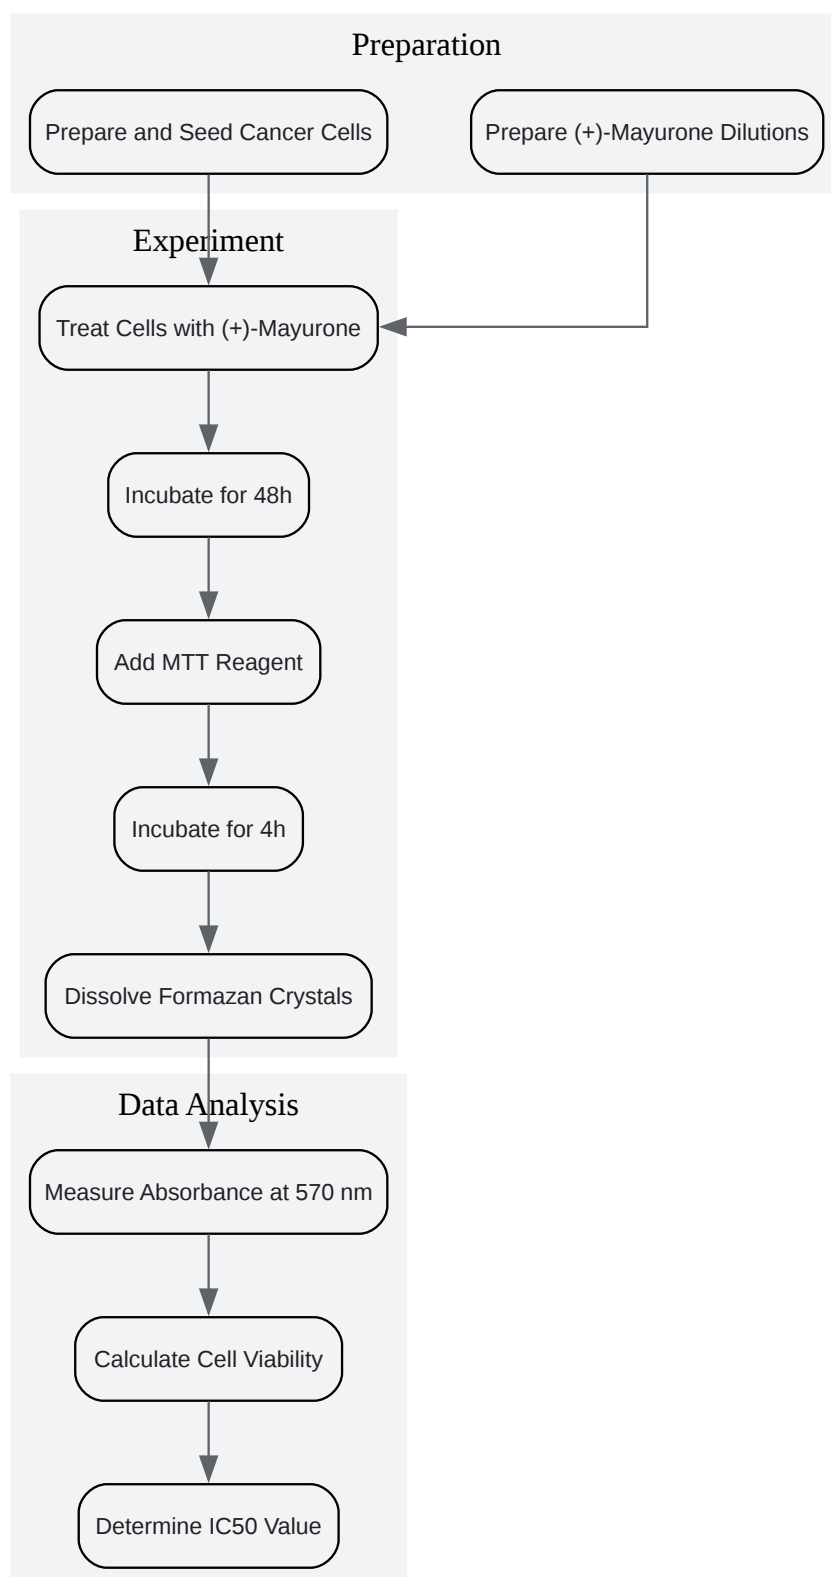 Preparation
Prepare and Seed Cancer Cells
Prepare (+)-Mayurone Dilutions
Experiment
Treat Cells with (+)-Mayurone
Incubate for 48h
Add MTT Reagent
Incubate for 4h
Dissolve Formazan Crystals
Data Analysis
Measure Absorbance at 570 nm
Calculate Cell Viability
Determine IC50 Value